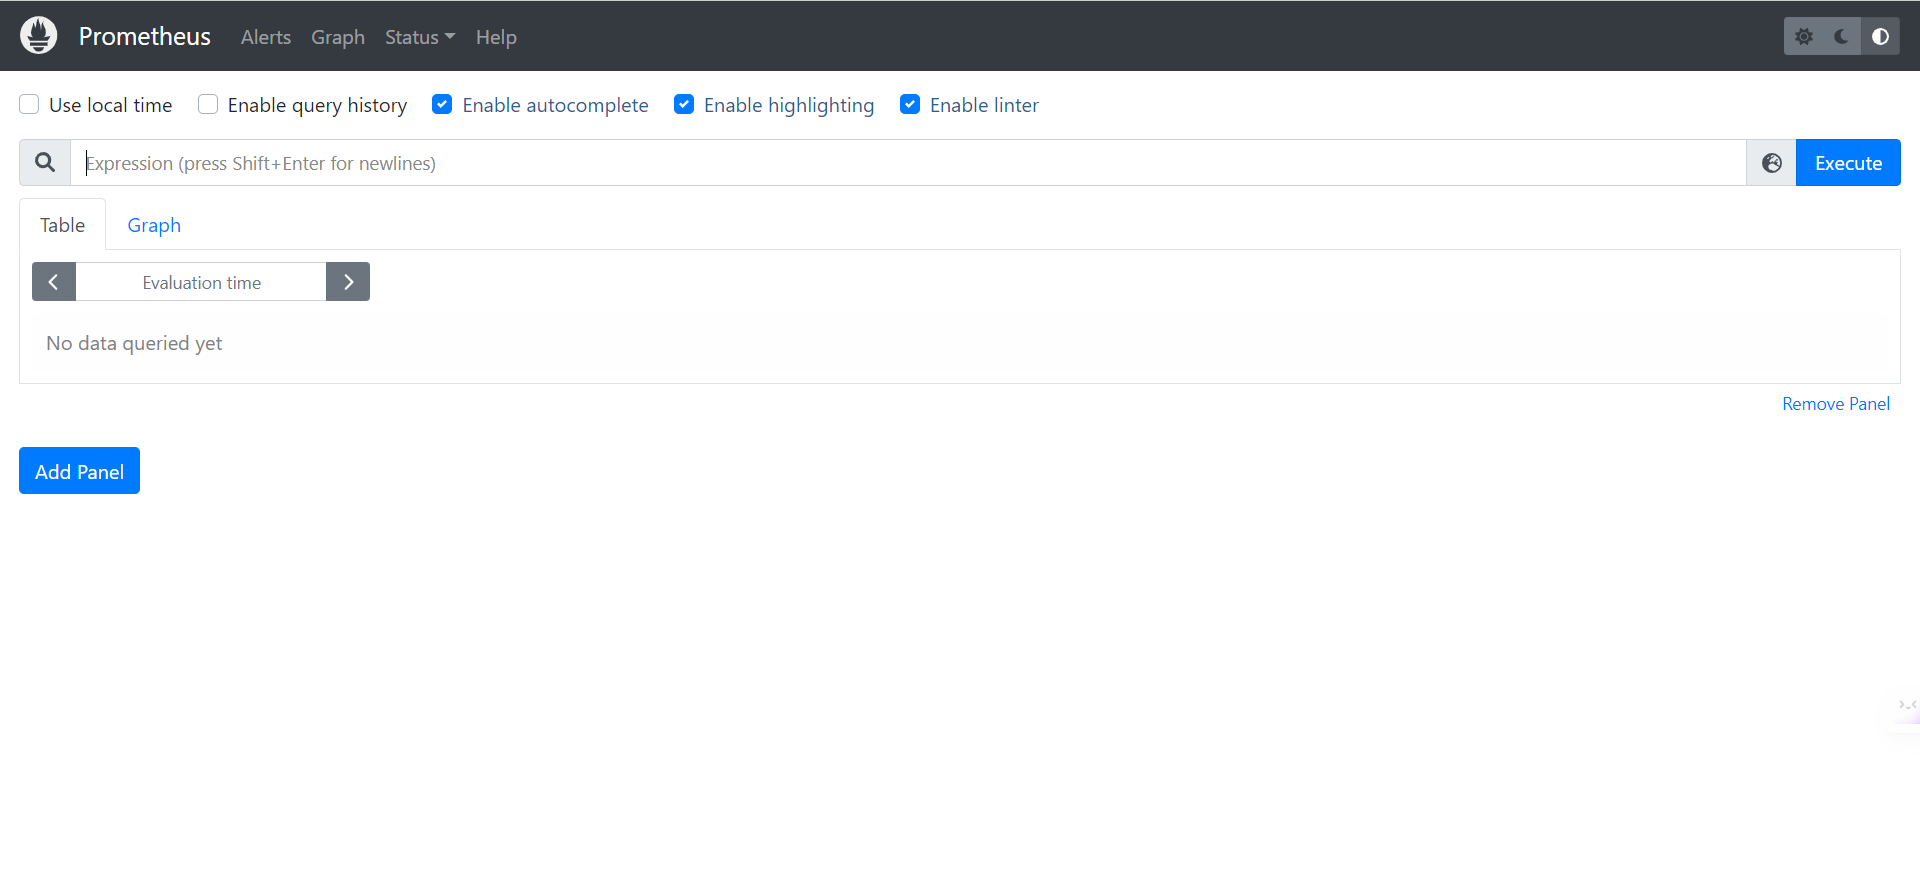 Prometheus Alerts Graph Status Help
Use local time Enable query history Enable autocomplete Enable highlighting Enable linter
Expression (press Shift+Enter for newlines) Execute
Table Graph
Evaluation time
No data queried yet
Remove Panel
Add Panel